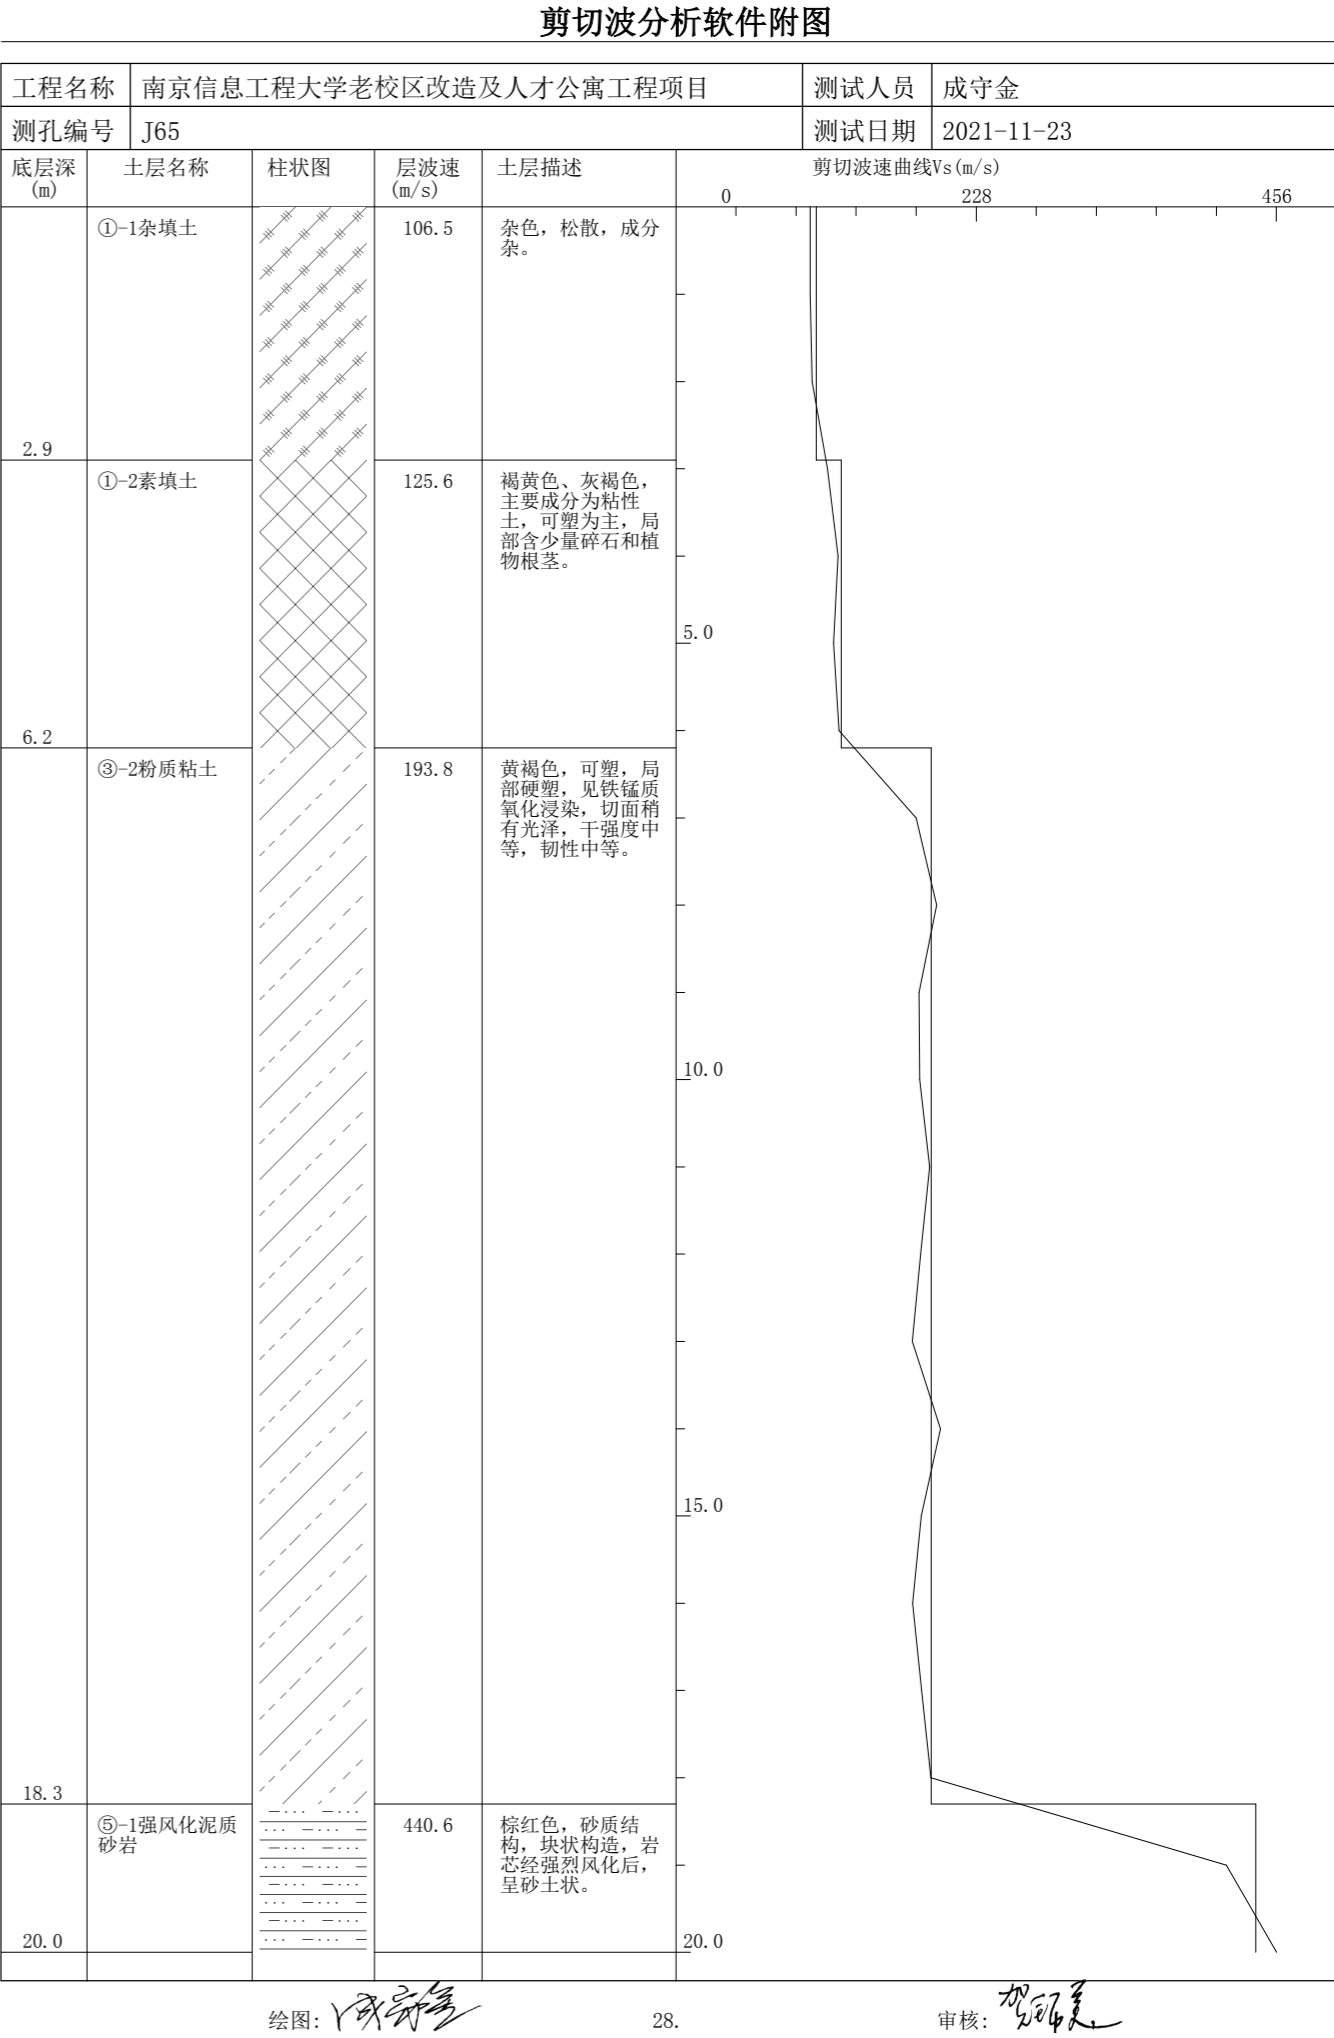 剪切波分析软件附图
工程名称 南京信息工程大学老校区改造及人才公寓工程项目 测试人员 成守金
测孔编号 J65 测试日期 2021-11-23
底层深 土层名称 柱状图 层波速 土层描述 剪切波速曲线Vs(m/s)
(m) (m/s)
0 228 456
①-1杂填土 106.5 杂色，松散，成分
杂。
2.9
①-2素填土 125.6 褐黄色、灰褐色，
主要成分为粘性
土，可塑为主，局
部含少量碎石和植
物根茎。
5.0
6.2
③-2粉质粘土 193.8 黄褐色，可塑，局
部硬塑，见铁锰质
氧化浸染，切面稍
有光泽，干强度中
等，韧性中等。
10.0
15.0
18.3
⑤-1强风化泥质 440.6 棕红色，砂质结
砂岩 构，块状构造，岩
芯经强烈风化后，
呈砂土状。
20.0 20.0
绘图: 成守金 28. 审核: